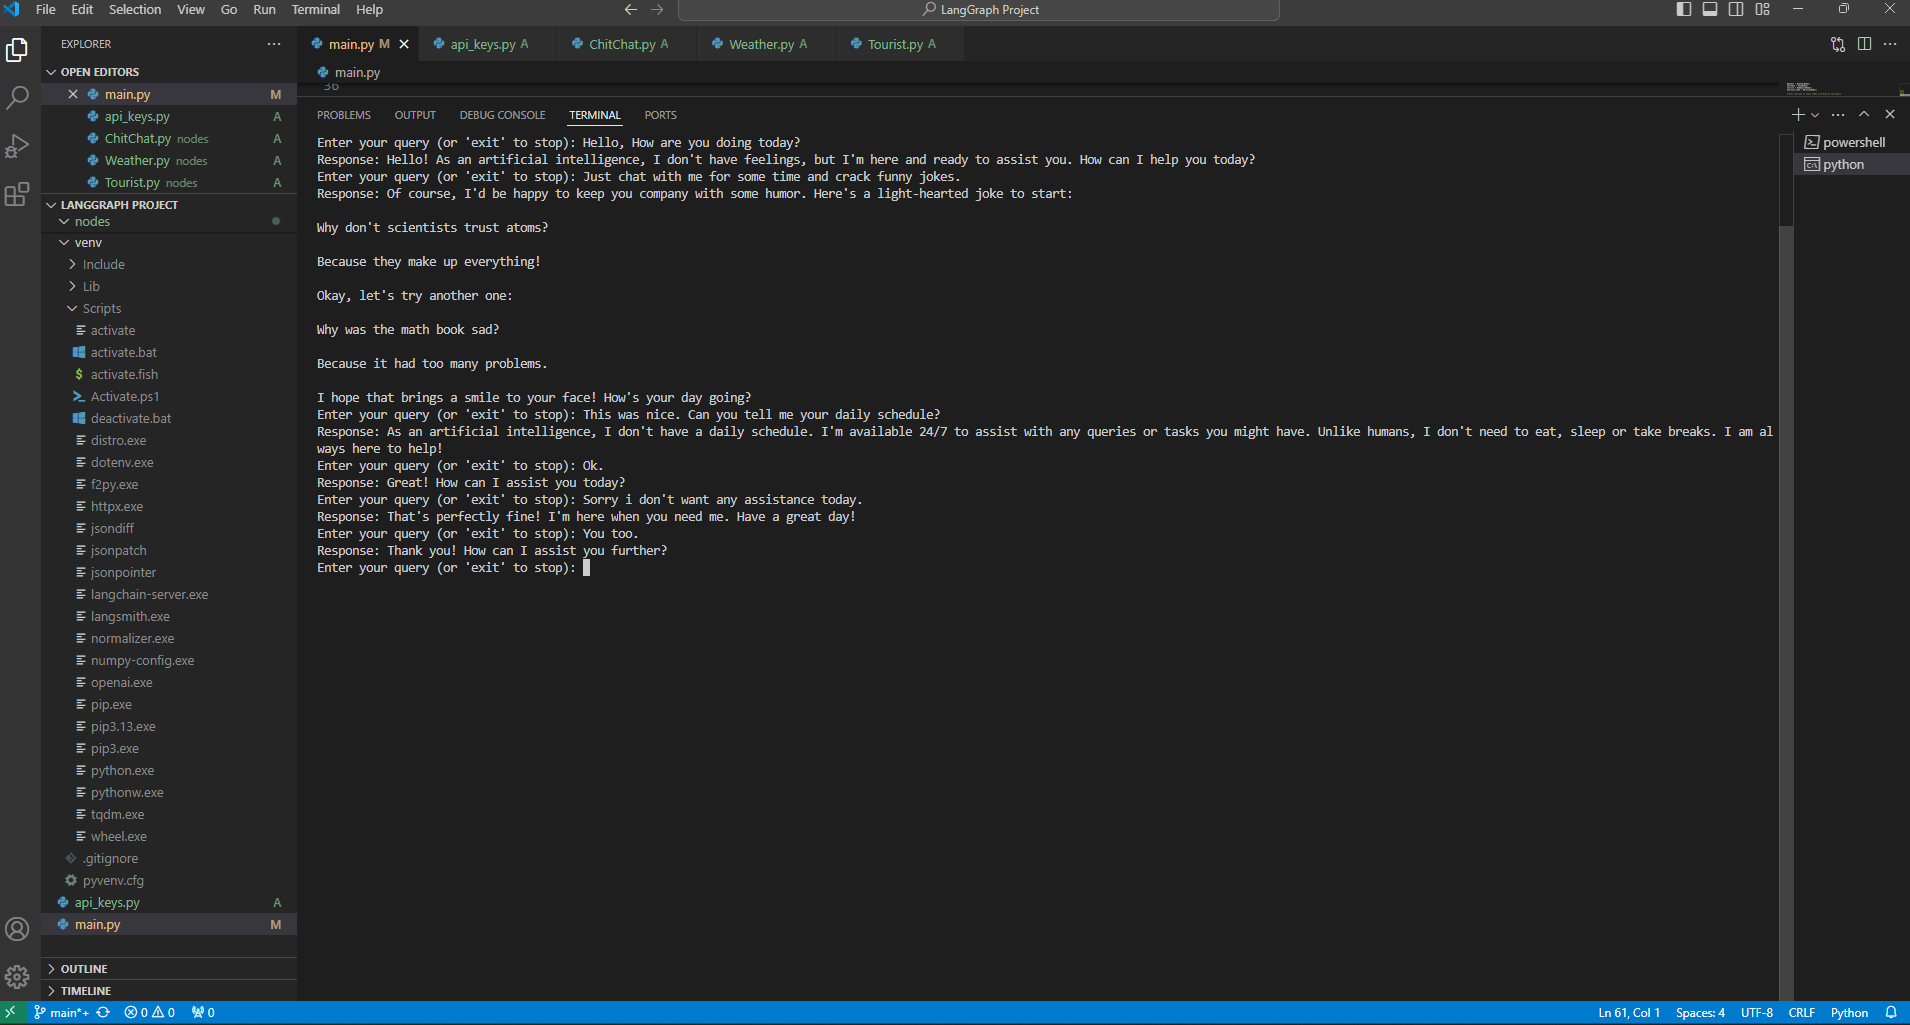 File Edit Selection View Go Run Terminal Help
LangGraph Project
EXPLORER
OPEN EDITORS
main.py M
api_keys.py A
ChitChat.py nodes A
Weather.py nodes A
Tourist.py nodes A
LANGGRAPH PROJECT
nodes
venv
Include
Lib
Scripts
activate
activate.bat
activate.fish
Activate.ps1
deactivate.bat
distro.exe
dotenv.exe
f2py.exe
httpx.exe
jsondiff
jsonpatch
jsonpointer
langchain-server.exe
langsmith.exe
normalizer.exe
numpy-config.exe
openai.exe
pip.exe
pip3.13.exe
pip3.exe
python.exe
pythonw.exe
tqdm.exe
wheel.exe
.gitignore
pyvenv.cfg
api_keys.py A
main.py M
OUTLINE
TIMELINE
main.py M api_keys.py A ChitChat.py A Weather.py A Tourist.py A
main.py
36
PROBLEMS OUTPUT DEBUG CONSOLE TERMINAL PORTS
Enter your query (or 'exit' to stop): Hello, How are you doing today?
Response: Hello! As an artificial intelligence, I don't have feelings, but I'm here and ready to assist you. How can I help you today?
Enter your query (or 'exit' to stop): Just chat with me for some time and crack funny jokes.
Response: Of course, I'd be happy to keep you company with some humor. Here's a light-hearted joke to start:
Why don't scientists trust atoms?
Because they make up everything!
Okay, let's try another one:
Why was the math book sad?
Because it had too many problems.
I hope that brings a smile to your face! How's your day going?
Enter your query (or 'exit' to stop): This was nice. Can you tell me your daily schedule?
Response: As an artificial intelligence, I don't have a daily schedule. I'm available 24/7 to assist with any queries or tasks you might have. Unlike humans, I don't need to eat, sleep or take breaks. I am al
ways here to help!
Enter your query (or 'exit' to stop): Ok.
Response: Great! How can I assist you today?
Enter your query (or 'exit' to stop): Sorry i don't want any assistance today.
Response: That's perfectly fine! I'm here when you need me. Have a great day!
Enter your query (or 'exit' to stop): You too.
Response: Thank you! How can I assist you further?
Enter your query (or 'exit' to stop):
powershell
python
main*+ 0 0 0
Ln 61, Col 1 Spaces: 4 UTF-8 CRLF Python